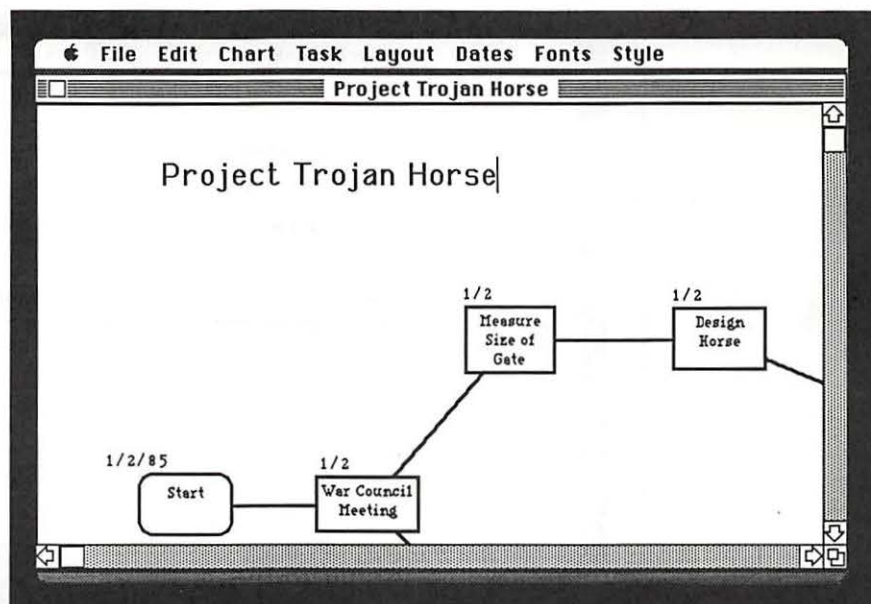 File Edit Chart Task Layout Dates Fonts Style
Project Trojan Horse
Project Trojan Horse
1/2
Measure
Size of
Gate
1/2
Design
Horse
1/2/85
Start
1/2
War Council
Meeting